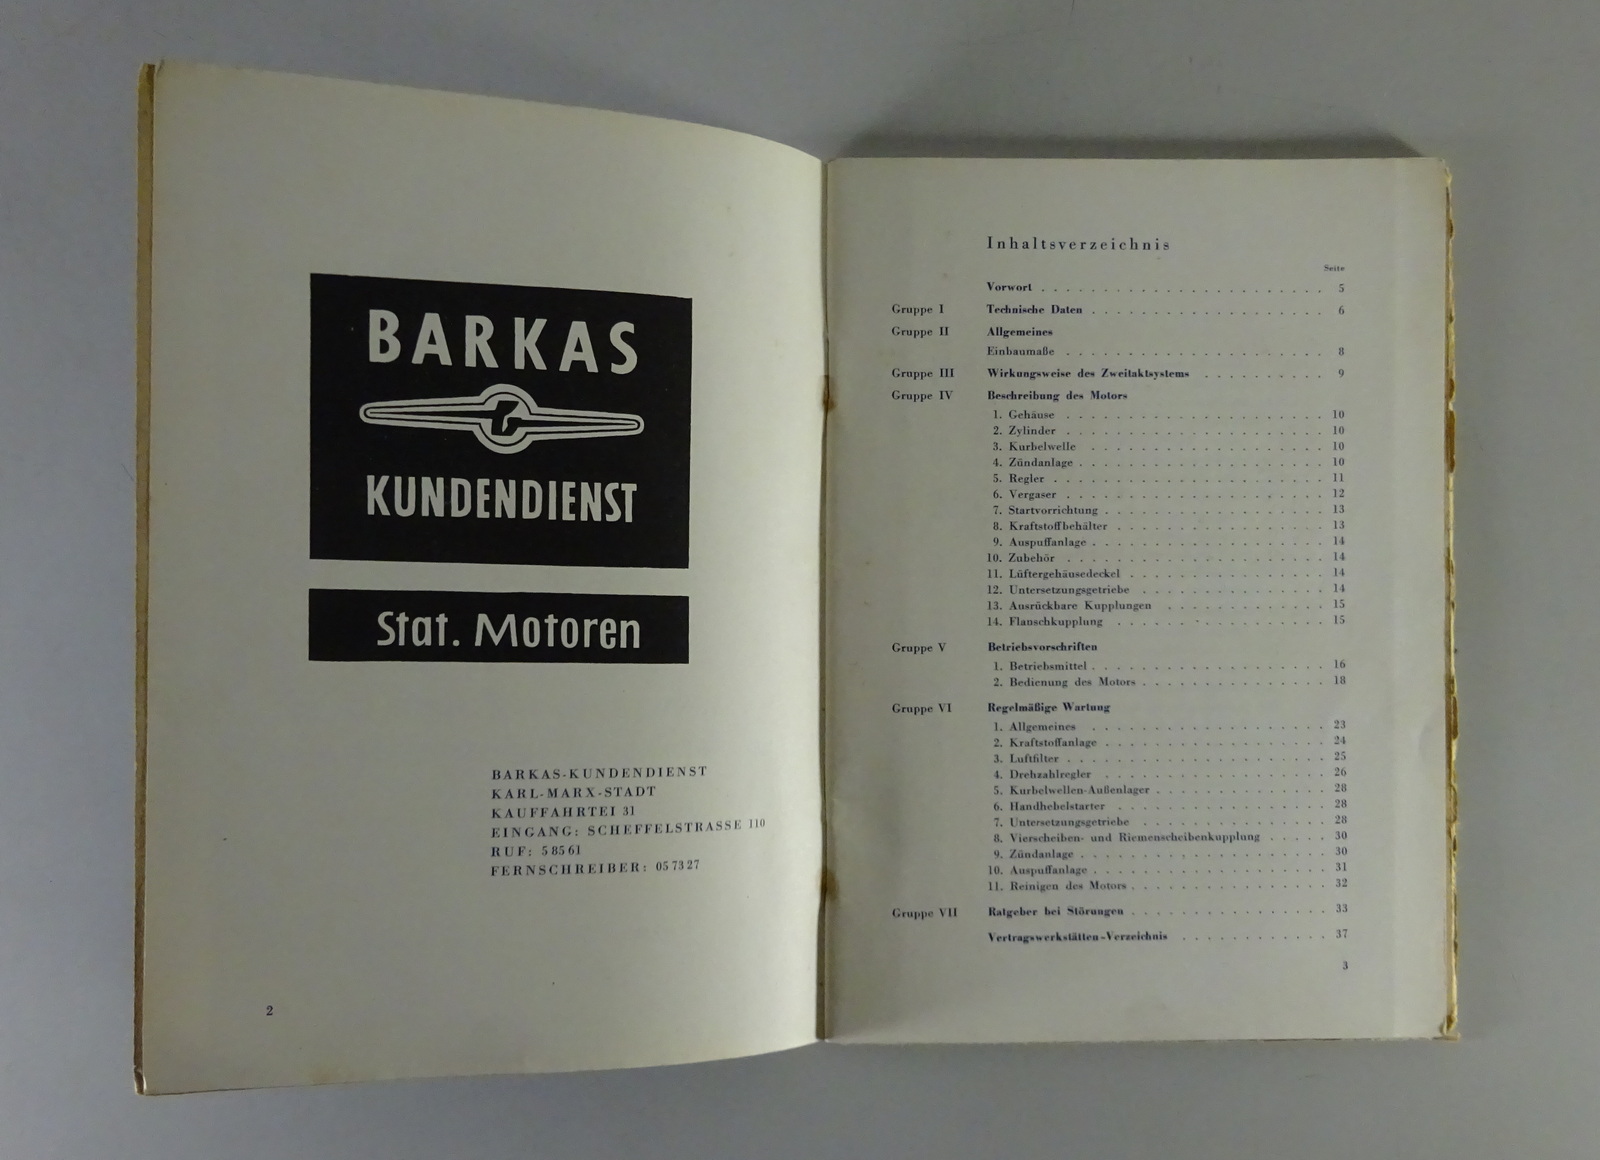 BARKAS
KUNDENDIENST
Stat. Motoren
BARKAS-KUNDENDIENST
KARL-MARX-STADT
KAUFFAHRTEI 31
EINGANG: SCHEFFELSTRASSE 110
RUF: 58561
FERNSCHREIBER: 057327
2
Inhaltsverzeichnis
Seite
Vorwort . . . . . . . . . . . . . . . . . . . . . . . 5
Gruppe I Technische Daten . . . . . . . . . . . . . . . . . . . 6
Gruppe II Allgemeines
Einbaumaße . . . . . . . . . . . . . . . . . . . . . 8
Gruppe III Wirkungsweise des Zweitaktsystems . . . . . . . . . . 9
Gruppe IV Beschreibung des Motors
1. Gehäuse . . . . . . . . . . . . . . . . . . . . . 10
2. Zylinder . . . . . . . . . . . . . . . . . . . . . 10
3. Kurbelwelle . . . . . . . . . . . . . . . . . . . 10
4. Zündanlage . . . . . . . . . . . . . . . . . . . . 10
5. Regler . . . . . . . . . . . . . . . . . . . . . . 11
6. Vergaser . . . . . . . . . . . . . . . . . . . . . 12
7. Startvorrichtung . . . . . . . . . . . . . . . . . . 13
8. Kraftstoffbehälter . . . . . . . . . . . . . . . . . 13
9. Auspuffanlage . . . . . . . . . . . . . . . . . . . 14
10. Zubehör . . . . . . . . . . . . . . . . . . . . . 14
11. Lüftergehäusedeckel . . . . . . . . . . . . . . . . 14
12. Untersetzungsgetriebe . . . . . . . . . . . . . . . 14
13. Ausrückbare Kupplungen . . . . . . . . . . . . . 15
14. Flanschkupplung . . . . . . . . . . . . . . . . . 15
Gruppe V Betriebsvorschriften
1. Betriebsmittel . . . . . . . . . . . . . . . . . . . 16
2. Bedienung des Motors . . . . . . . . . . . . . . . 18
Gruppe VI Regelmäßige Wartung
1. Allgemeines . . . . . . . . . . . . . . . . . . . 23
2. Kraftstoffanlage . . . . . . . . . . . . . . . . . . 24
3. Luftfilter . . . . . . . . . . . . . . . . . . . . . 25
4. Drehzahlregler . . . . . . . . . . . . . . . . . . 26
5. Kurbelwellen-Außenlager . . . . . . . . . . . . . . 28
6. Handhebelstarter . . . . . . . . . . . . . . . . . 28
7. Untersetzungsgetriebe . . . . . . . . . . . . . . . 28
8. Vierscheiben- und Riemenscheibenkupplung . . . . . 30
9. Zündanlage . . . . . . . . . . . . . . . . . . . . 30
10. Auspuffanlage . . . . . . . . . . . . . . . . . . . 31
11. Reinigen des Motors . . . . . . . . . . . . . . . . 32
Gruppe VII Ratgeber bei Störungen . . . . . . . . . . . . . . . . 33
Vertragswerkstätten-Verzeichnis . . . . . . . . . . . . 37
3